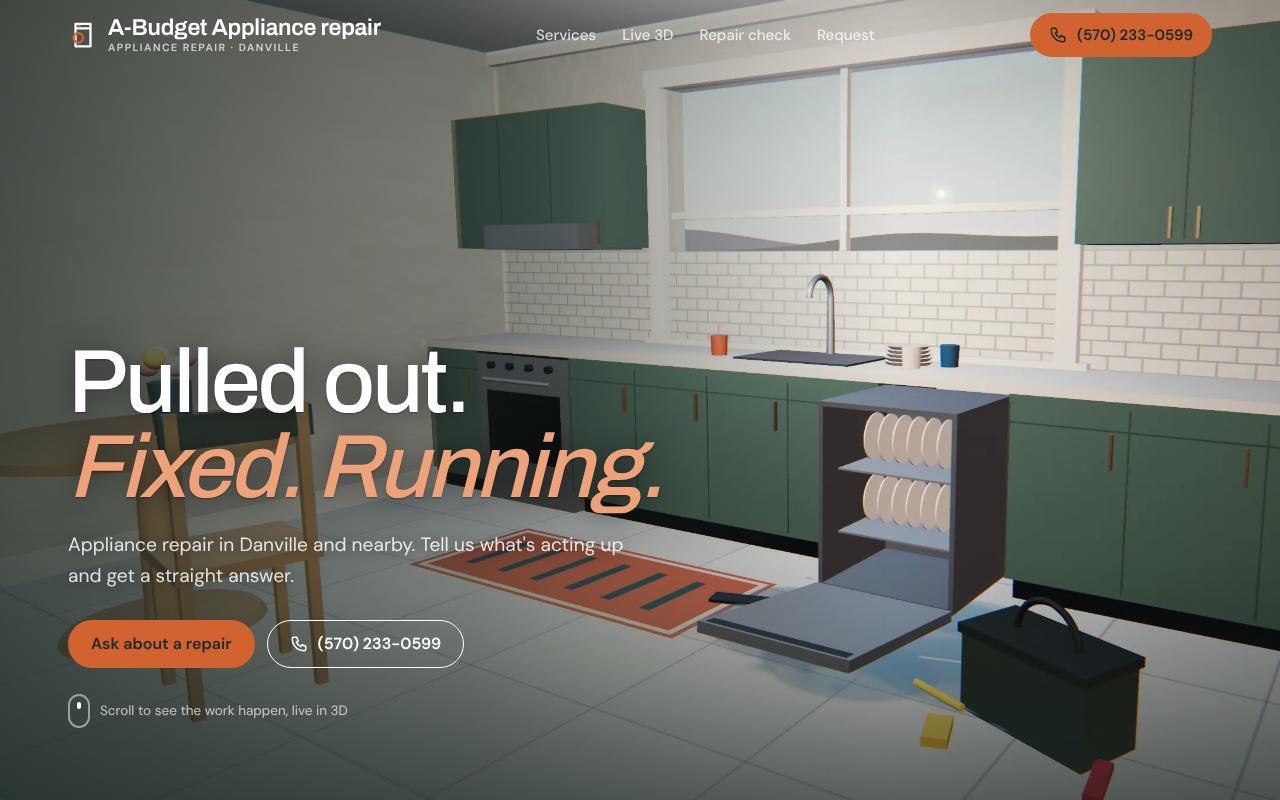 A-Budget Appliance repair
APPLIANCE REPAIR · DANVILLE
Services
Live 3D
Repair check
Request
(570) 233-0599
Pulled out.
Fixed. Running.
Appliance repair in Danville and nearby. Tell us what's acting up
and get a straight answer.
Ask about a repair
(570) 233-0599
Scroll to see the work happen, live in 3D